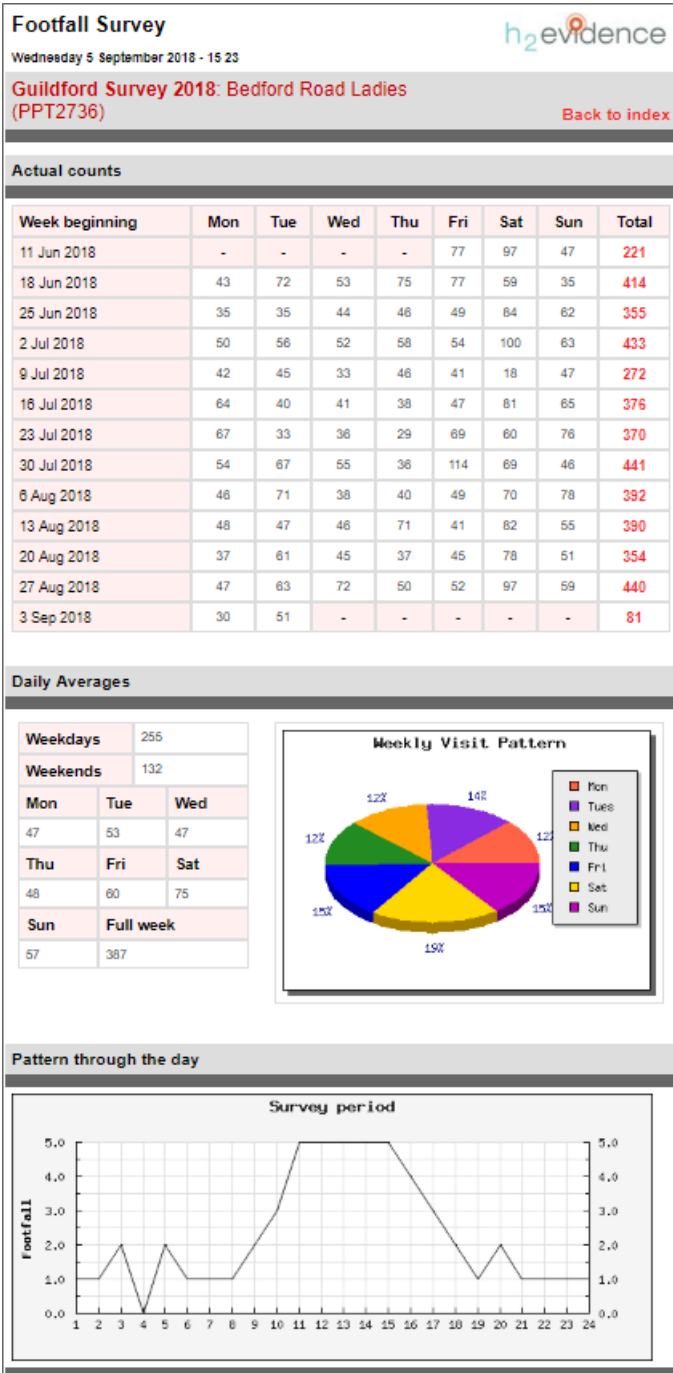 Footfall Survey
h2evidence
Wednesday 5 September 2018 - 15 23
Guildford Survey 2018: Bedford Road Ladies
(PPT2736)
Back to index
Actual counts
Week beginning Mon Tue Wed Thu Fri Sat Sun Total
11 Jun 2018 - - - - 77 97 47 221
18 Jun 2018 43 72 53 75 77 59 35 414
25 Jun 2018 35 35 44 46 49 84 62 355
2 Jul 2018 50 56 52 58 54 100 63 433
9 Jul 2018 42 45 33 46 41 18 47 272
16 Jul 2018 64 40 41 38 47 81 65 376
23 Jul 2018 67 33 36 29 69 60 76 370
30 Jul 2018 54 67 55 36 114 69 46 441
6 Aug 2018 46 71 38 40 49 70 78 392
13 Aug 2018 48 47 46 71 41 82 55 390
20 Aug 2018 37 61 45 37 45 78 51 354
27 Aug 2018 47 63 72 50 52 97 59 440
3 Sep 2018 30 51 - - - - - 81
Daily Averages
Weekdays 255
Weekends 132
Mon Tue Wed
47 53 47
Thu Fri Sat
48 60 75
Sun Full week
57 387
Weekly Visit Pattern
12% 14%
12% 12%
15% 15%
19%
Mon
Tues
Wed
Thu
Fri
Sat
Sun
Pattern through the day
Survey period
Footfall
5.0 5.0
4.0 4.0
3.0 3.0
2.0 2.0
1.0 1.0
0.0 0.0
1 2 3 4 5 6 7 8 9 10 11 12 13 14 15 16 17 18 19 20 21 22 23 24